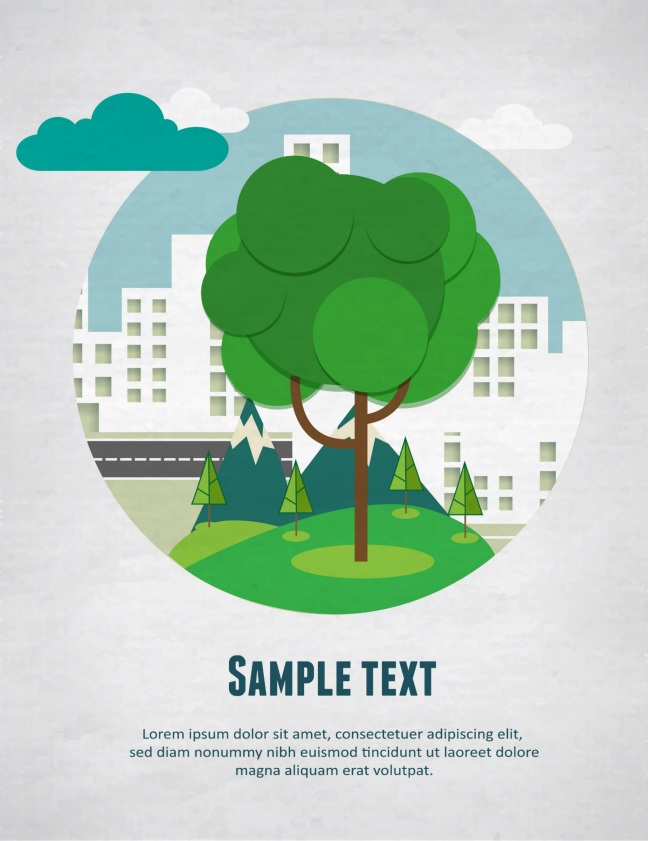 Sample text
Lorem ipsum dolor sit amet, consectetuer adipiscing elit,
sed diam nonummy nibh euismod tincidunt ut laoreet dolore
magna aliquam erat volutpat.